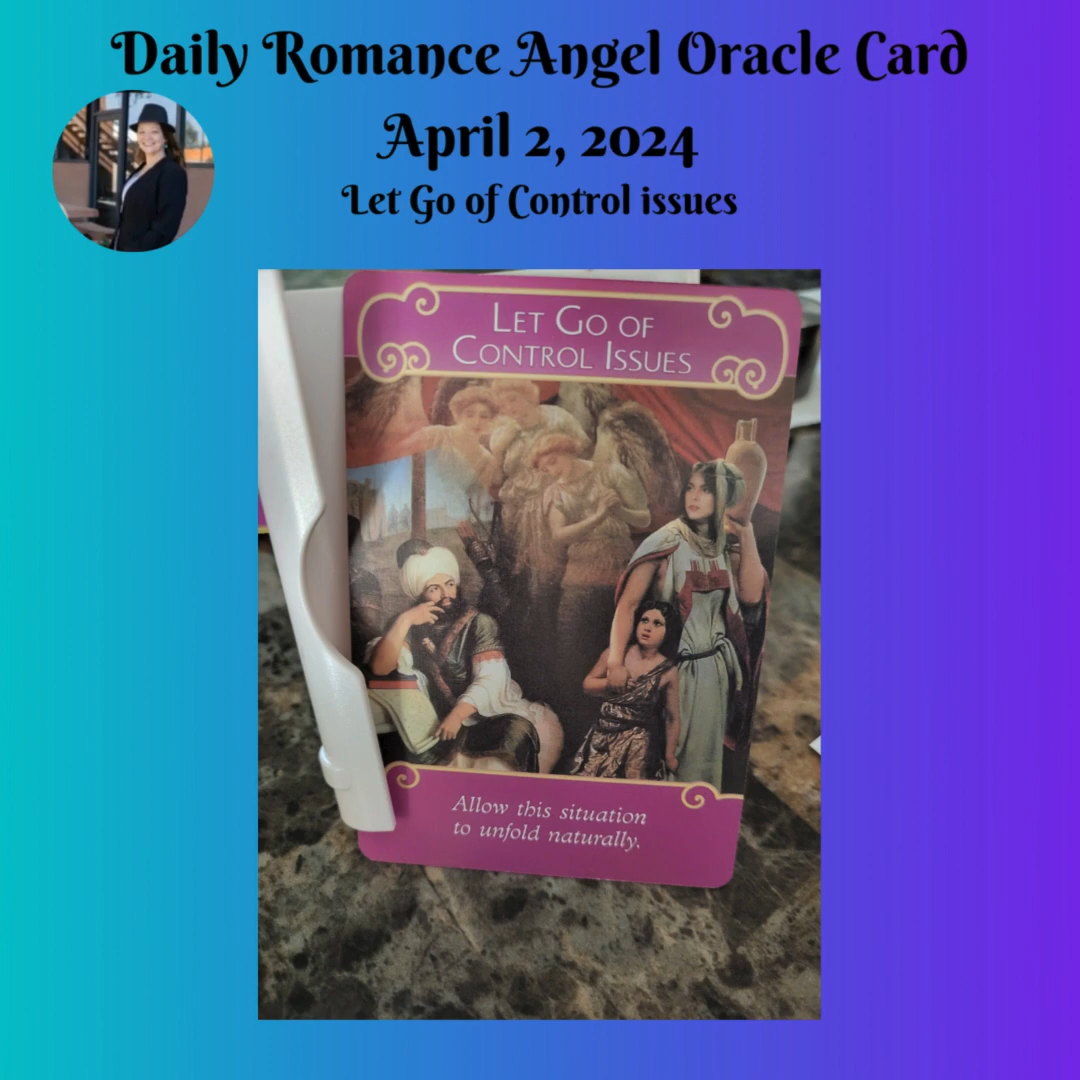 Daily Romance Angel Oracle Card
April 2, 2024
Let Go of Control issues
LET GO OF
CONTROL ISSUES
Allow this situation
to unfold naturally.